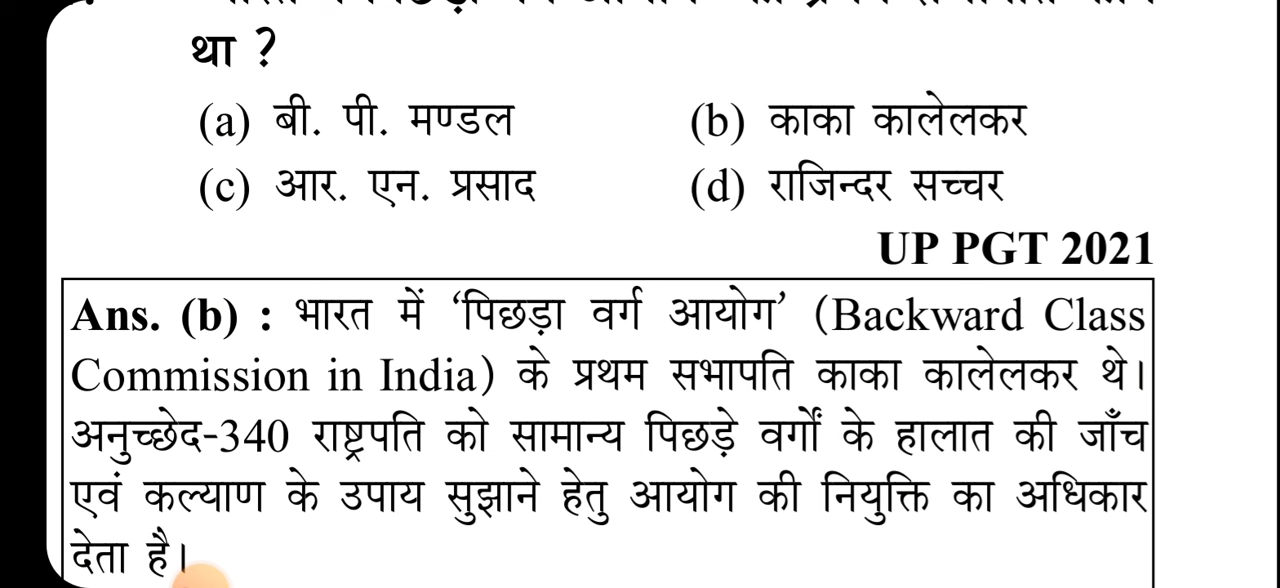 था ?
(a) बी. पी. मण्डल (b) काका कालेलकर
(c) आर. एन. प्रसाद (d) राजिन्दर सच्चर
UP PGT 2021
Ans. (b) : भारत में ‘पिछड़ा वर्ग आयोग’ (Backward Class
Commission in India) के प्रथम सभापति काका कालेलकर थे।
अनुच्छेद-340 राष्ट्रपति को सामान्य पिछड़े वर्गों के हालात की जाँच
एवं कल्याण के उपाय सुझाने हेतु आयोग की नियुक्ति का अधिकार
देता है।